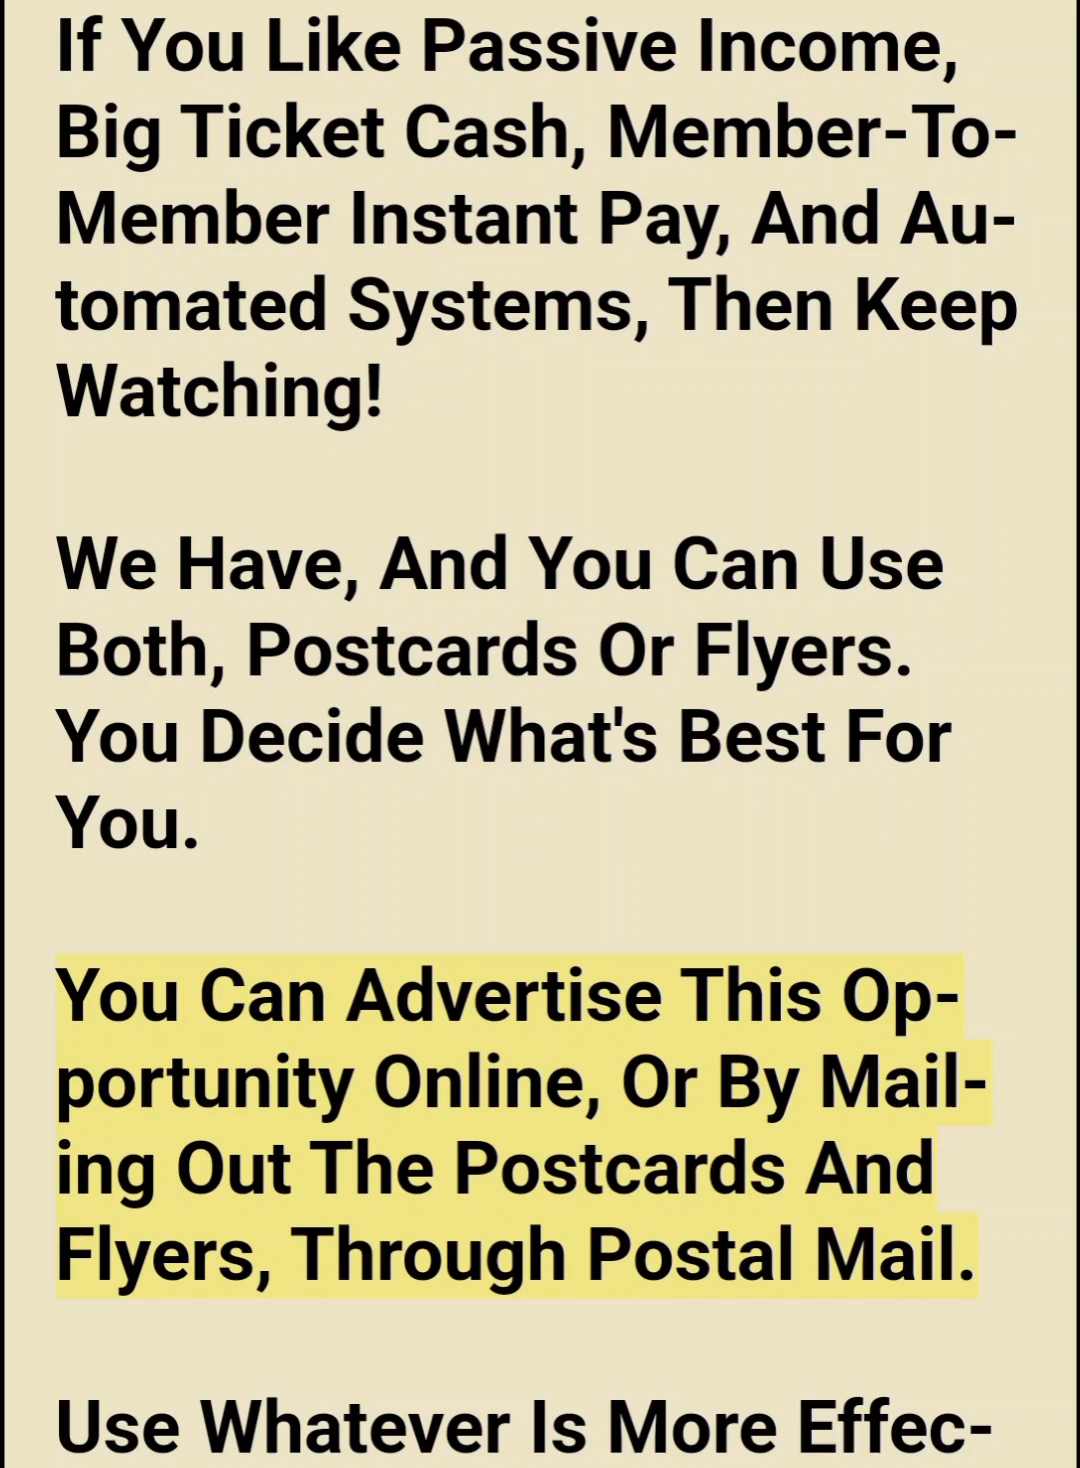 If You Like Passive Income,
Big Ticket Cash, Member-To-
Member Instant Pay, And Au-
tomated Systems, Then Keep
Watching!
We Have, And You Can Use
Both, Postcards Or Flyers.
You Decide What's Best For
You.
You Can Advertise This Op-
portunity Online, Or By Mail-
ing Out The Postcards And
Flyers, Through Postal Mail.
Use Whatever Is More Effec-